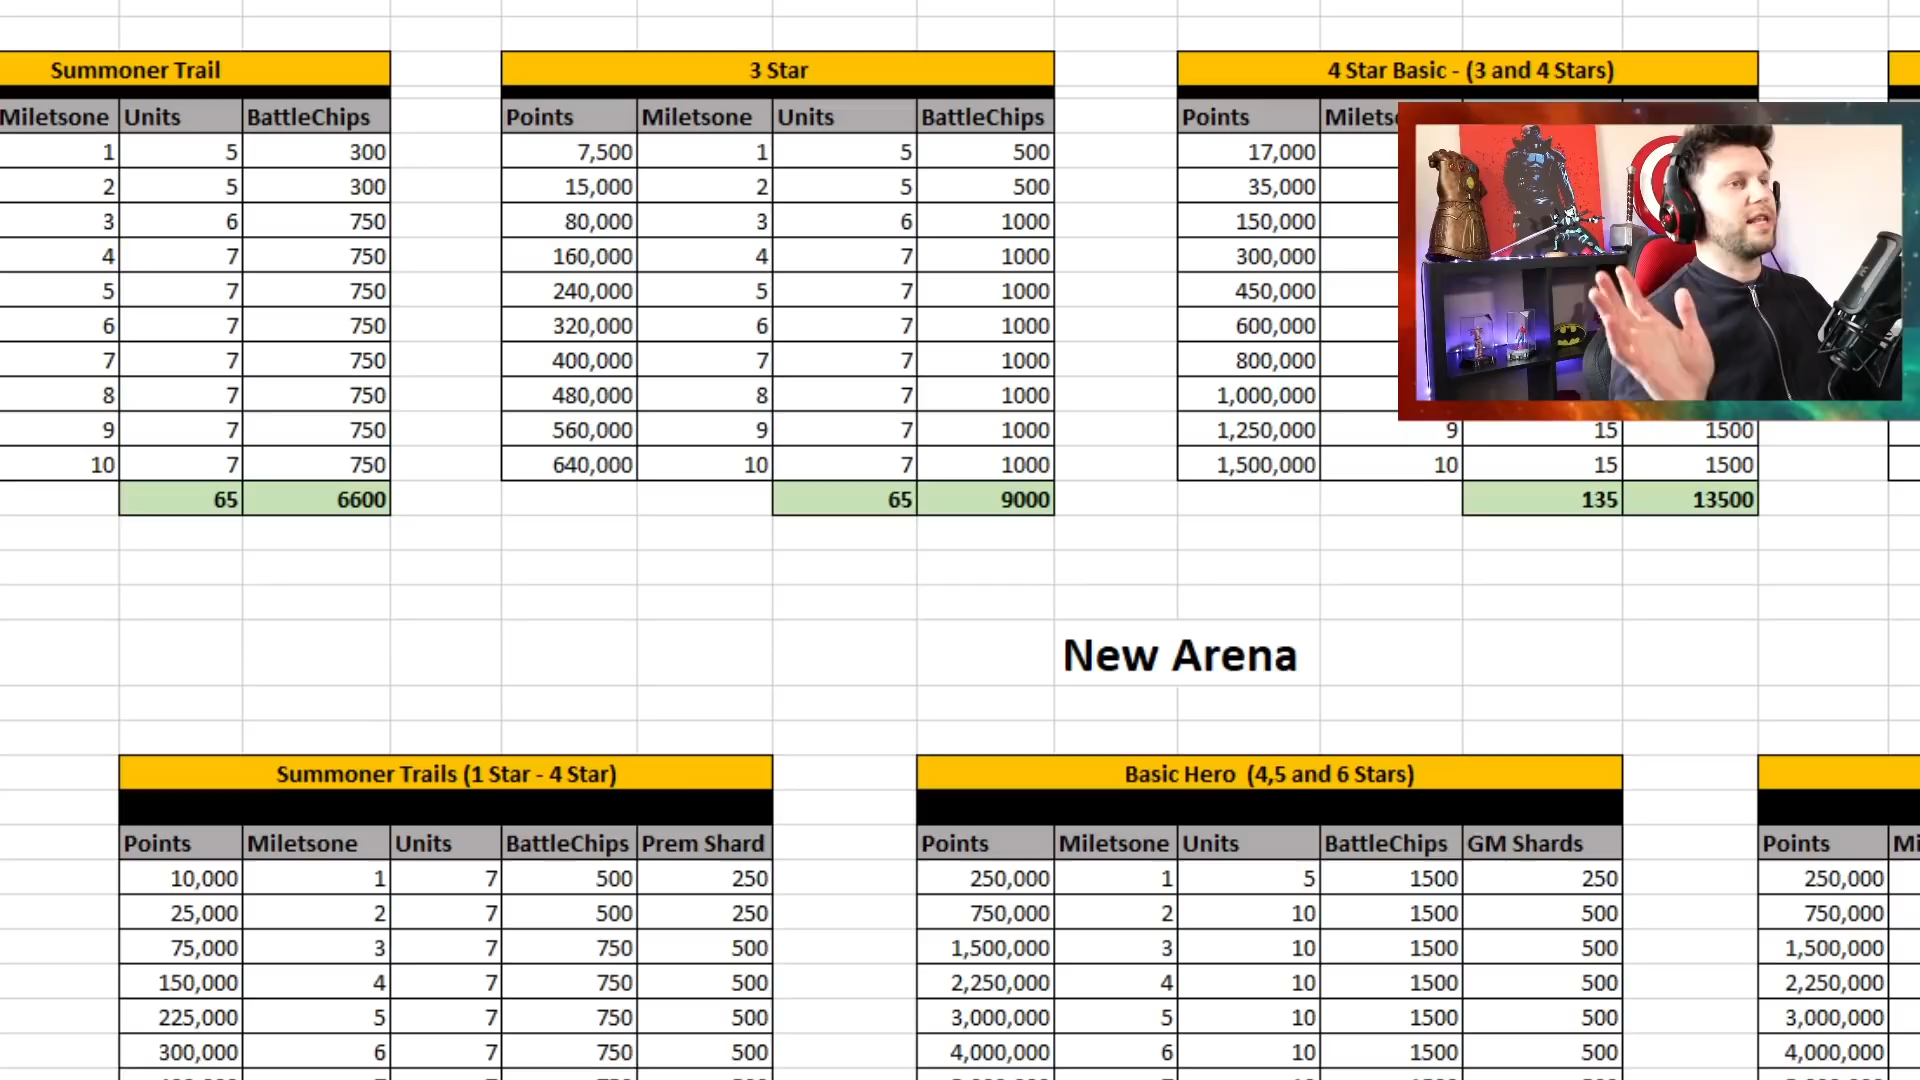 Summoner Trail
Miletsone Units BattleChips
1 5 300
2 5 300
3 6 750
4 7 750
5 7 750
6 7 750
7 7 750
8 7 750
9 7 750
10 7 750
65 6600
3 Star
Points Miletsone Units BattleChips
7,500 1 5 500
15,000 2 5 500
80,000 3 6 1000
160,000 4 7 1000
240,000 5 7 1000
320,000 6 7 1000
400,000 7 7 1000
480,000 8 7 1000
560,000 9 7 1000
640,000 10 7 1000
65 9000
4 Star Basic - (3 and 4 Stars)
Points Milets
17,000
35,000
150,000
300,000
450,000
600,000
800,000
1,000,000
1,250,000 9 15 1500
1,500,000 10 15 1500
135 13500
New Arena
Summoner Trails (1 Star - 4 Star)
Points Miletsone Units BattleChips Prem Shard
10,000 1 7 500 250
25,000 2 7 500 250
75,000 3 7 750 500
150,000 4 7 750 500
225,000 5 7 750 500
300,000 6 7 750 500
Basic Hero (4,5 and 6 Stars)
Points Miletsone Units BattleChips GM Shards
250,000 1 5 1500 250
750,000 2 10 1500 500
1,500,000 3 10 1500 500
2,250,000 4 10 1500 500
3,000,000 5 10 1500 500
4,000,000 6 10 1500 500
Points Mi
250,000
750,000
1,500,000
2,250,000
3,000,000
4,000,000